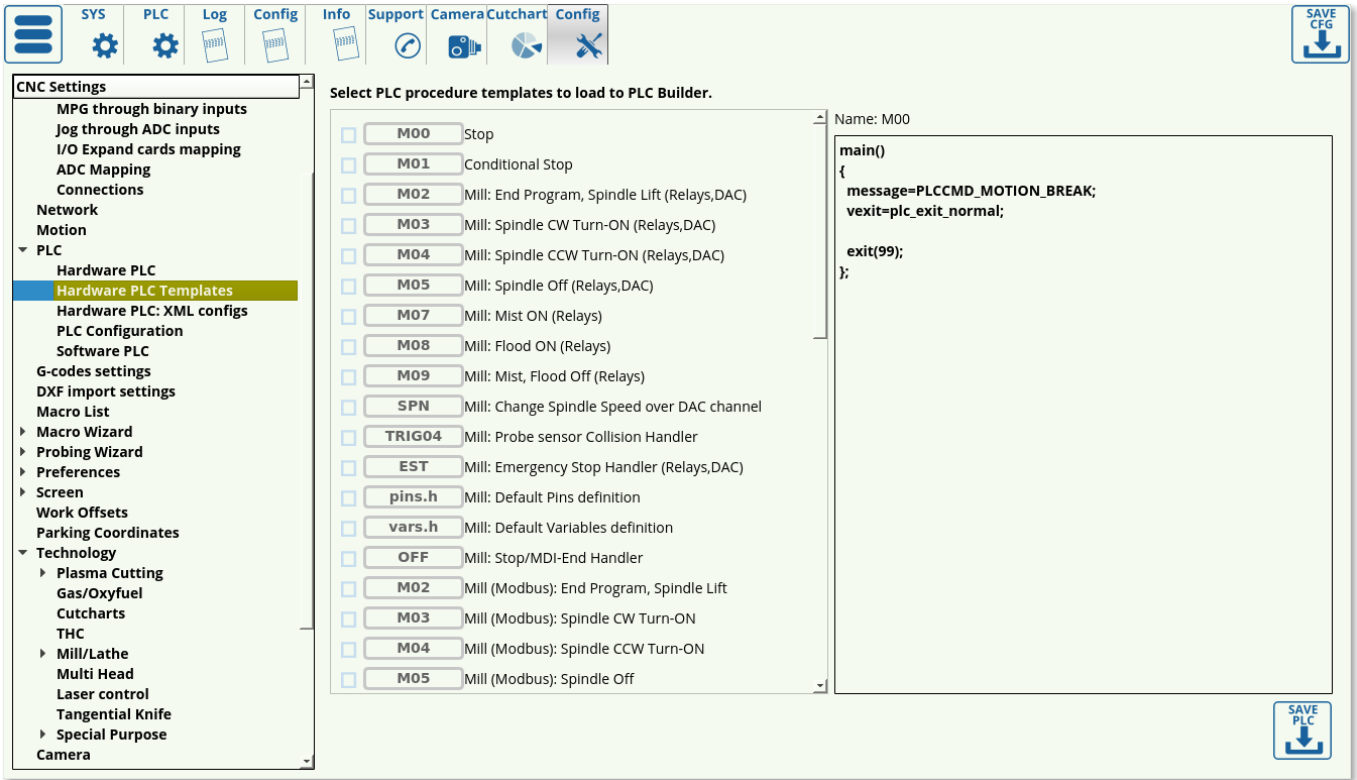 SYS PLC Log Config Info Support Camera Cutchart Config
SAVE
CFG
CNC Settings
MPG through binary inputs
Jog through ADC inputs
I/O Expand cards mapping
ADC Mapping
Connections
Network
Motion
PLC
Hardware PLC
Hardware PLC Templates
Hardware PLC: XML configs
PLC Configuration
Software PLC
G-codes settings
DXF import settings
Macro List
Macro Wizard
Probing Wizard
Preferences
Screen
Work Offsets
Parking Coordinates
Technology
Plasma Cutting
Gas/Oxyfuel
Cutcharts
THC
Mill/Lathe
Multi Head
Laser control
Tangential Knife
Special Purpose
Camera
Select PLC procedure templates to load to PLC Builder.
M00 Stop
M01 Conditional Stop
M02 Mill: End Program, Spindle Lift (Relays,DAC)
M03 Mill: Spindle CW Turn-ON (Relays,DAC)
M04 Mill: Spindle CCW Turn-ON (Relays,DAC)
M05 Mill: Spindle Off (Relays,DAC)
M07 Mill: Mist ON (Relays)
M08 Mill: Flood ON (Relays)
M09 Mill: Mist, Flood Off (Relays)
SPN Mill: Change Spindle Speed over DAC channel
TRIG04 Mill: Probe sensor Collision Handler
EST Mill: Emergency Stop Handler (Relays,DAC)
pins.h Mill: Default Pins definition
vars.h Mill: Default Variables definition
OFF Mill: Stop/MDI-End Handler
M02 Mill (Modbus): End Program, Spindle Lift
M03 Mill (Modbus): Spindle CW Turn-ON
M04 Mill (Modbus): Spindle CCW Turn-ON
M05 Mill (Modbus): Spindle Off
Name: M00
main()
{
message=PLCCMD_MOTION_BREAK;
vexit=plc_exit_normal;
exit(99);
};
SAVE
PLC